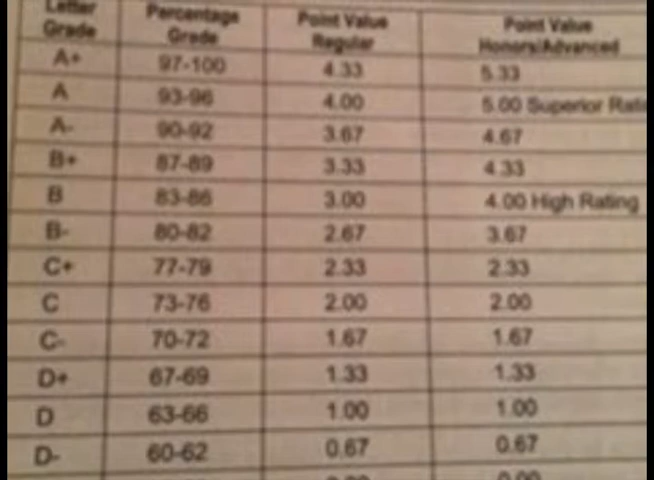 Letter Grade Percentage Grade Point Value Regular Point Value Honors/Advanced
A+ 97-100 4.33 5.33
A 93-96 4.00 5.00 Superior
A- 90-92 3.67 4.67
B+ 87-89 3.33 4.33
B 83-86 3.00 4.00 High Rating
B- 80-82 2.67 3.67
C+ 77-79 2.33 2.33
C 73-76 2.00 2.00
C- 70-72 1.67 1.67
D+ 67-69 1.33 1.33
D 63-66 1.00 1.00
D- 60-62 0.67 0.67